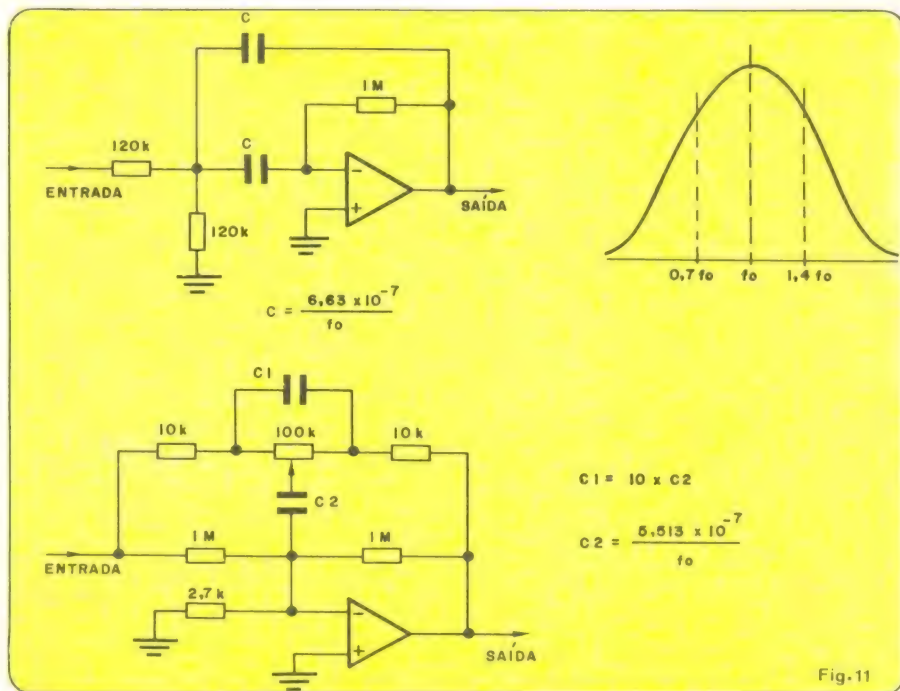 C
1M
120k
C
ENTRADA
-
+
SAÍDA
120k
0,7 fo
fo
1,4 fo
C = 6,63 x 10⁻⁷
fo
C1
10k
100k
10k
C2
C1 = 10 x C2
C2 = 5,513 x 10⁻⁷
fo
1M
1M
ENTRADA
2,7k
-
+
SAÍDA
Fig.11